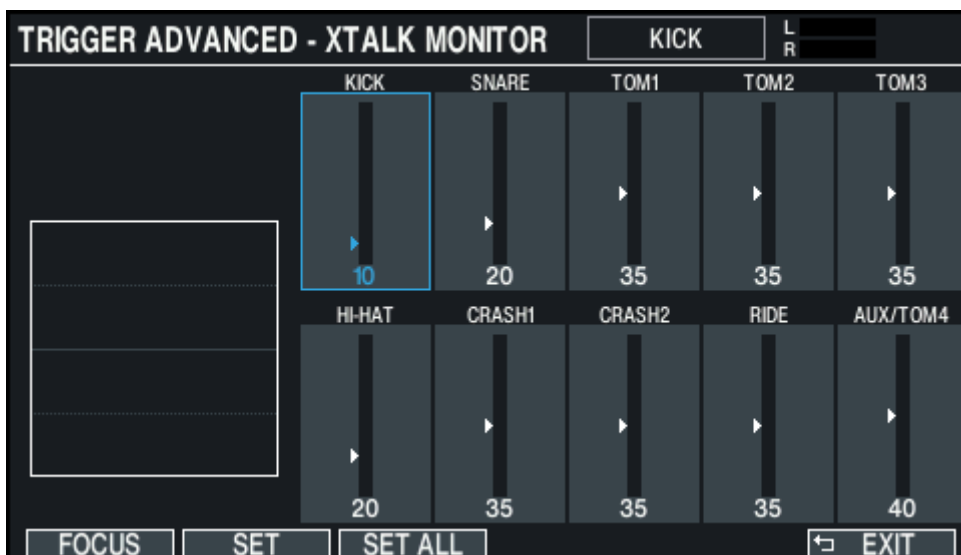 TRIGGER ADVANCED - XTALK MONITOR KICK L
R
KICK SNARE TOM1 TOM2 TOM3
10 20 35 35 35
HI-HAT CRASH1 CRASH2 RIDE AUX/TOM4
20 35 35 35 40
FOCUS SET SET ALL EXIT